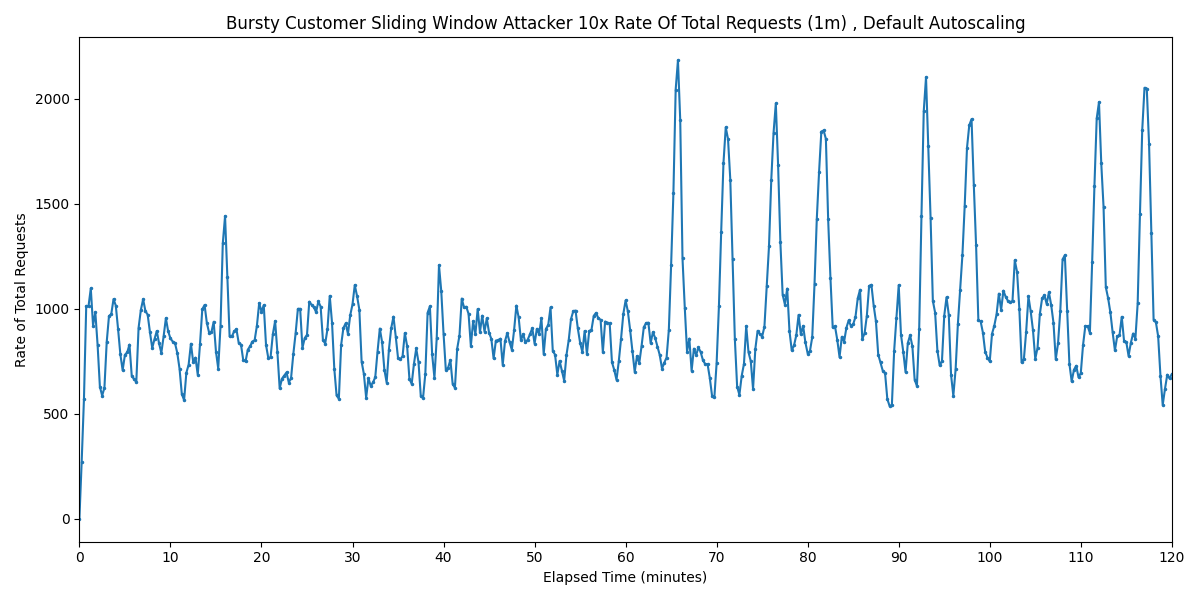 Bursty Customer Sliding Window Attacker 10x Rate Of Total Requests (1m) , Default Autoscaling
Rate of Total Requests
2000
1500
1000
500
0
0 10 20 30 40 50 60 70 80 90 100 110 120
Elapsed Time (minutes)